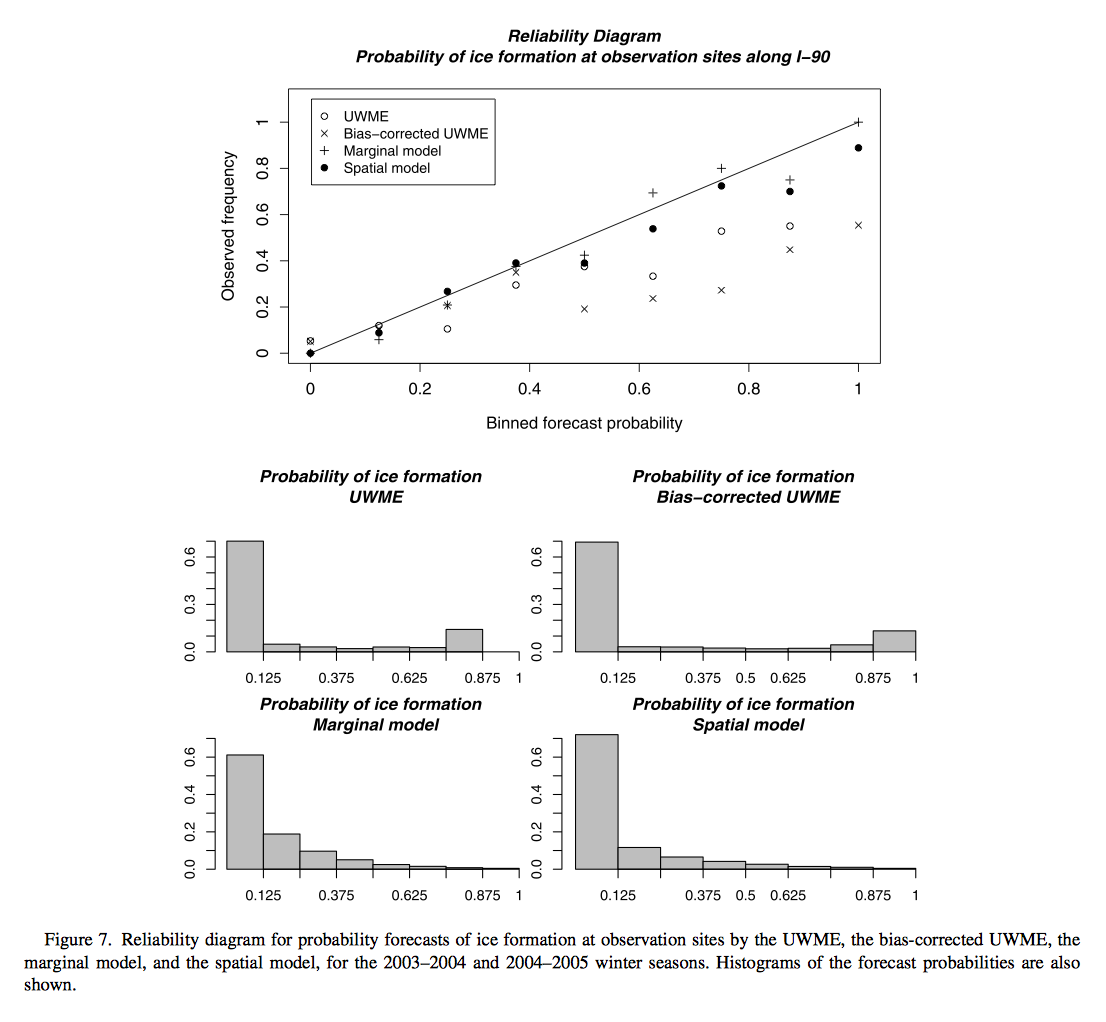 Reliability Diagram
Probability of ice formation at observation sites along I−90
UWME
Bias−corrected UWME
Marginal model
Spatial model
Observed frequency
1
0.8
0.6
0.4
0.2
0
0 0.2 0.4 0.6 0.8 1
Binned forecast probability
Probability of ice formation
UWME
0.6
0.3
0.0
0.125 0.375 0.625 0.875 1
Probability of ice formation
Bias−corrected UWME
0.6
0.3
0.0
0.125 0.375 0.5 0.625 0.875 1
Probability of ice formation
Marginal model
0.6
0.4
0.2
0.0
0.125 0.375 0.625 0.875 1
Probability of ice formation
Spatial model
0.6
0.4
0.2
0.0
0.125 0.375 0.5 0.625 0.875 1
Figure 7. Reliability diagram for probability forecasts of ice formation at observation sites by the UWME, the bias-corrected UWME, the
marginal model, and the spatial model, for the 2003–2004 and 2004–2005 winter seasons. Histograms of the forecast probabilities are also
shown.